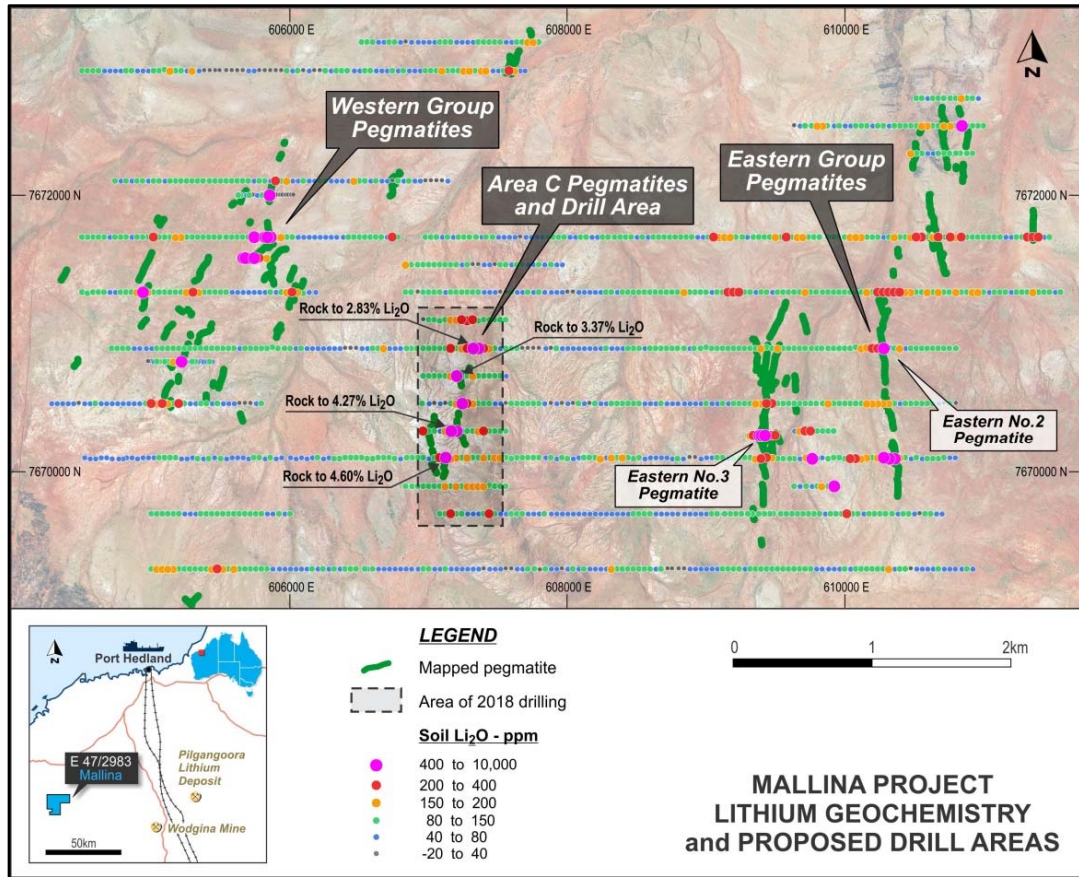 606000 E
608000 E
610000 E
N
Western Group
Pegmatites
Area C Pegmatites
and Drill Area
Eastern Group
Pegmatites
7672000 N
7672000 N
Rock to 2.83% Li₂O
Rock to 3.37% Li₂O
Rock to 4.27% Li₂O
Rock to 4.60% Li₂O
Eastern No.2
Pegmatite
Eastern No.3
Pegmatite
7670000 N
7670000 N
606000 E
608000 E
610000 E
N
Port Hedland
E 47/2983
Mallina
Pilgangoora
Lithium
Deposit
Wodgina Mine
50km
LEGEND
Mapped pegmatite
Area of 2018 drilling
Soil Li₂O - ppm
400 to 10,000
200 to 400
150 to 200
80 to 150
40 to 80
-20 to 40
0 1 2km
MALLINA PROJECT
LITHIUM GEOCHEMISTRY
and PROPOSED DRILL AREAS